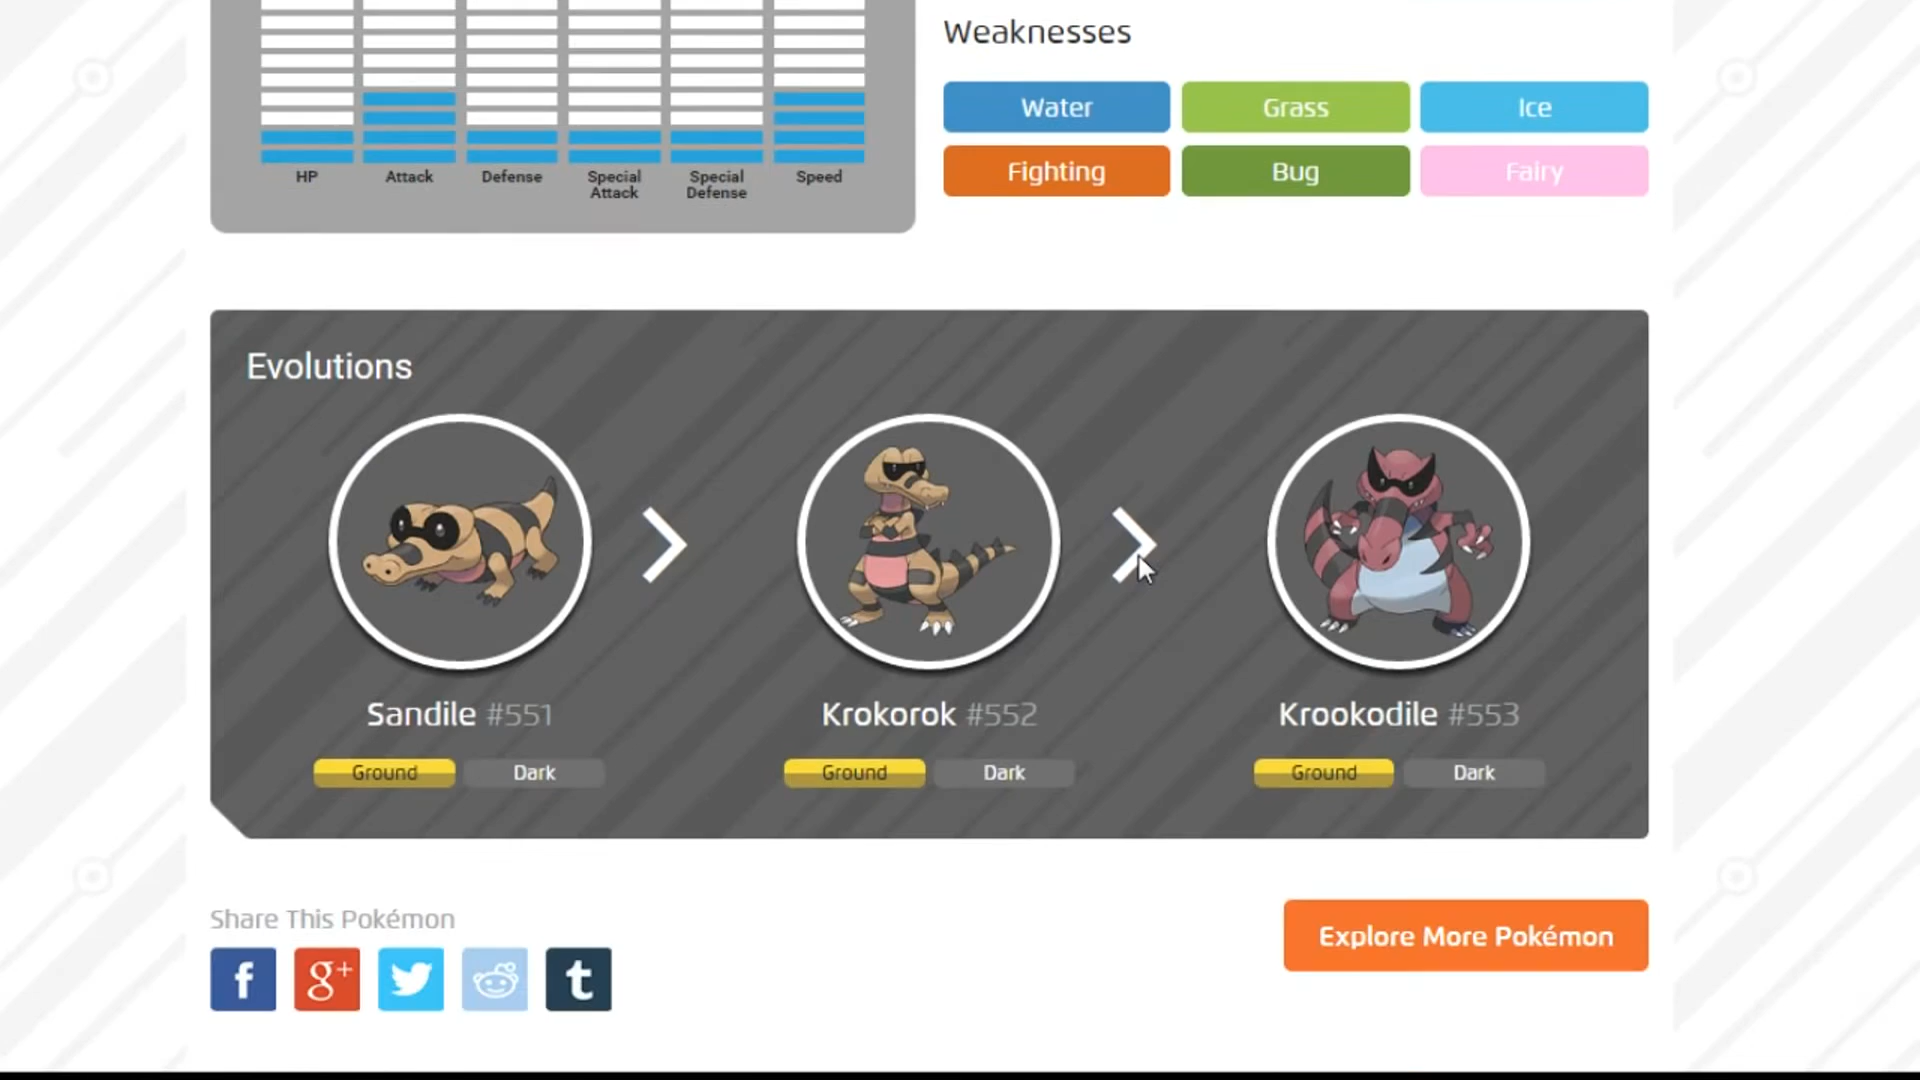 Weaknesses
Water
Grass
Ice
Fighting
Bug
Fairy
HP
Attack
Defense
Special
Attack
Special
Defense
Speed
Evolutions
Sandile #551
Krokorok #552
Krookodile #553
Ground
Dark
Ground
Dark
Ground
Dark
Share This Pokémon
Explore More Pokémon
f
g+
t